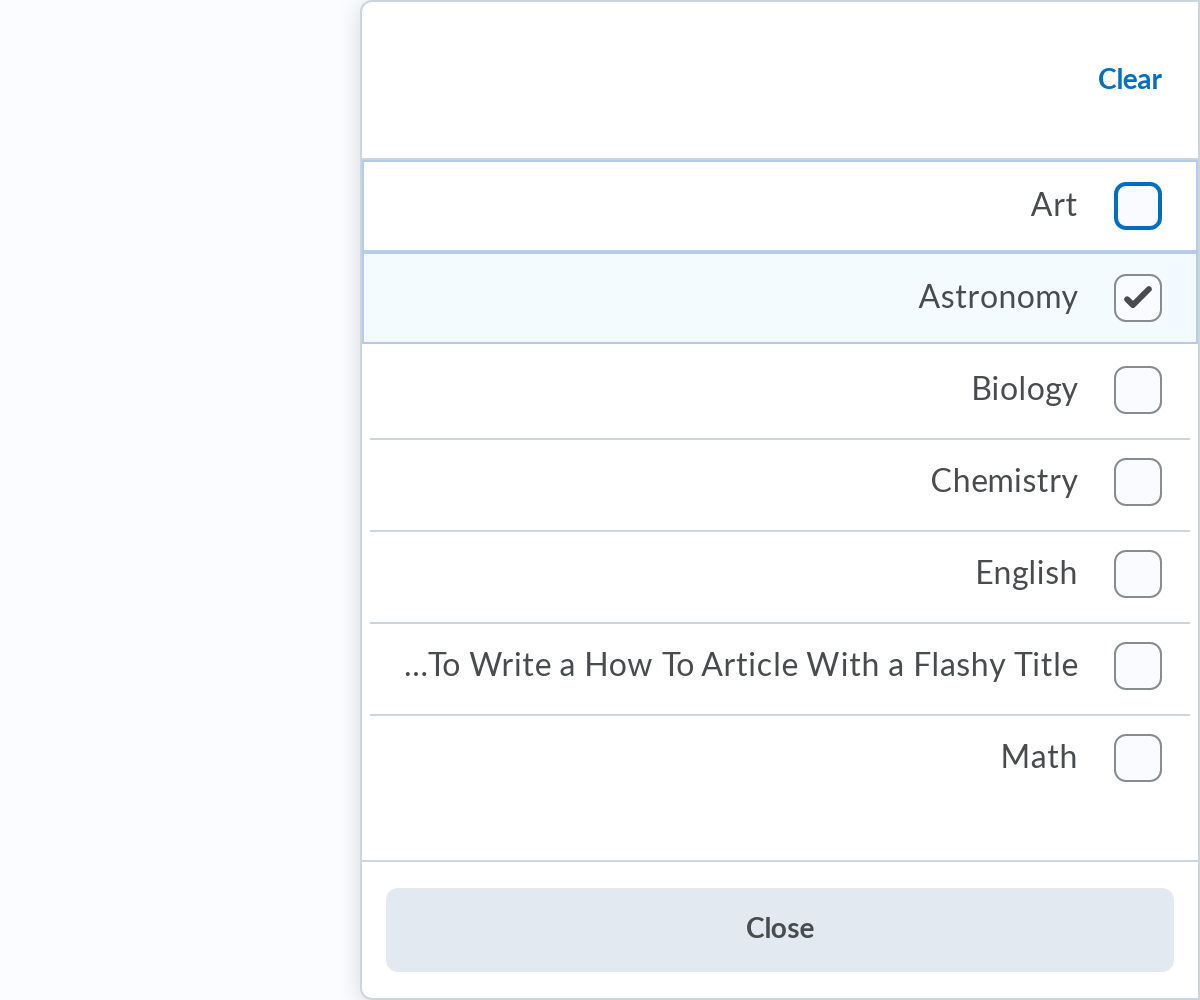 Clear
Art
Astronomy
Biology
Chemistry
English
...To Write a How To Article With a Flashy Title
Math
Close